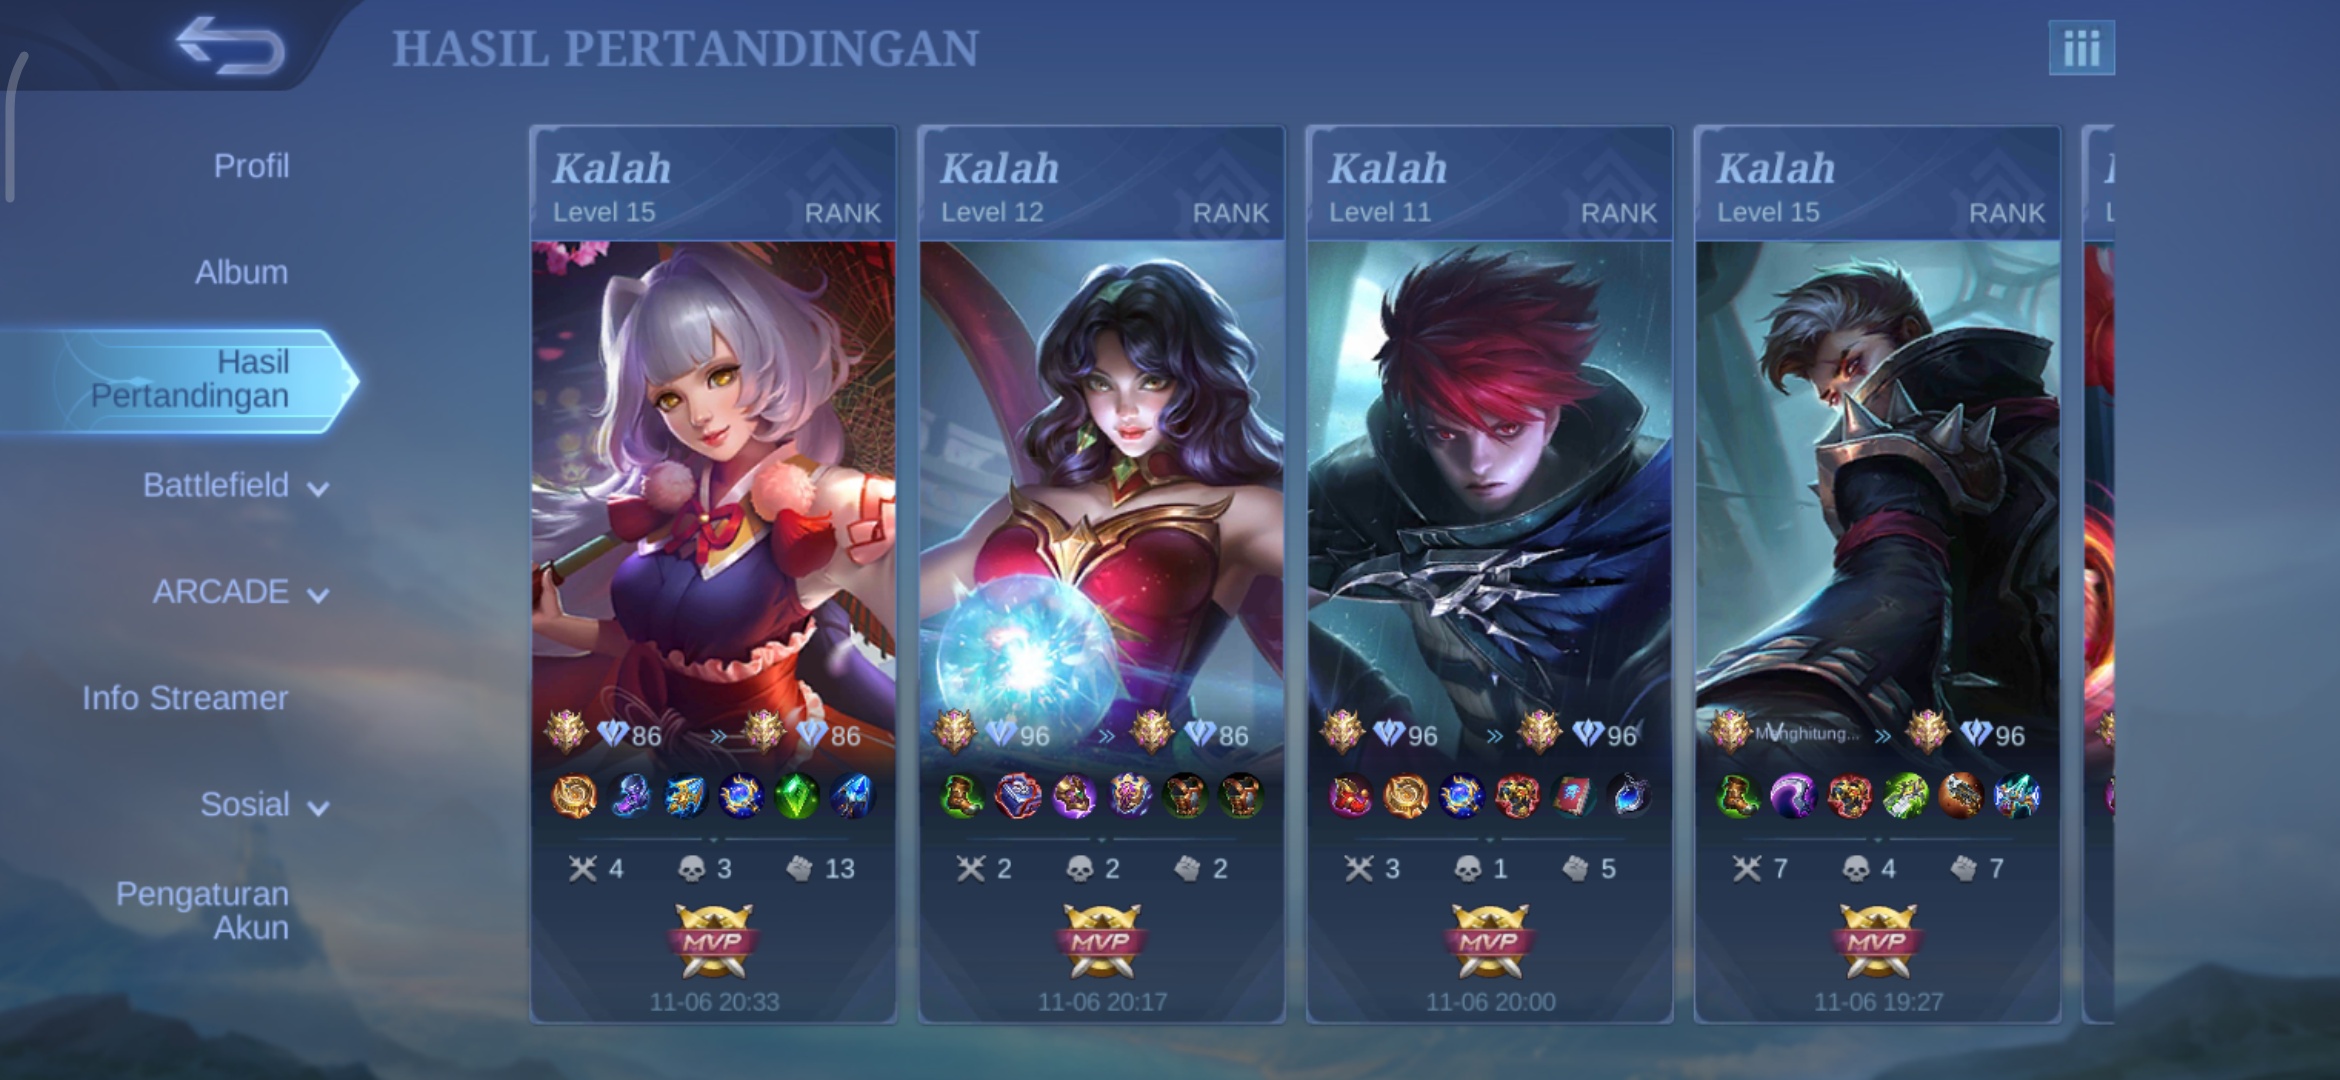 HASIL PERTANDINGAN
Profil
Album
Hasil
Pertandingan
Battlefield
ARCADE
Info Streamer
Sosial
Pengaturan
Akun
Kalah
Level 15 RANK
86 » 86
4 3 13
MVP
11-06 20:33
Kalah
Level 12 RANK
96 » 86
2 2 2
MVP
11-06 20:17
Kalah
Level 11 RANK
96 » 96
3 1 5
MVP
11-06 20:00
Kalah
Level 15 RANK
Menghitung... » 96
7 4 7
MVP
11-06 19:27
L